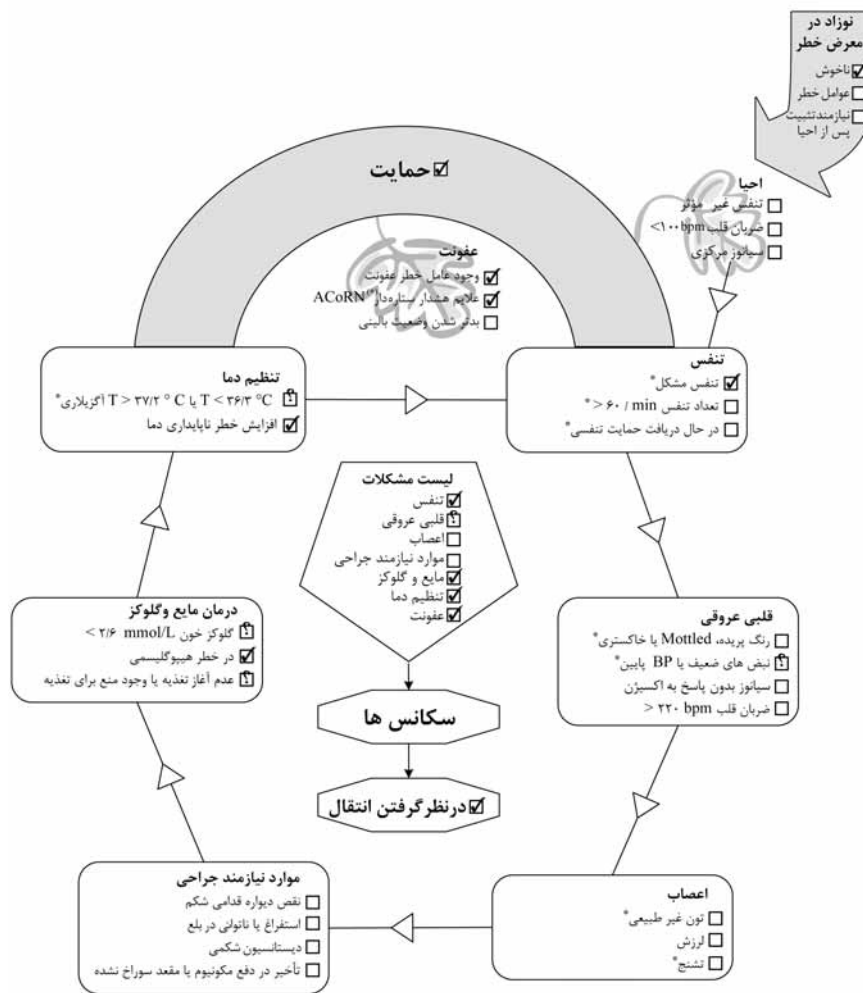 نوزاد در
معرض خطر
ناخوش
عوامل خطر
نیازمندتثبیت
پس از احیا
حمایت
احیا
تنفس غیر مؤثر
ضربان قلب ۱۰۰bpm>
سیانوز مرکزی
عفونت
وجود عامل خطر عفونت
علایم هشدار ستاره‌دار(*) ACoRN
بدتر شدن وضعیت بالینی
تنفس
تنفس مشکل*
تعداد تنفس ۶۰ / min < *
در حال دریافت حمایت تنفسی*
تنظیم دما
T < ۳۶/۳ °C یا T > ۳۷/۲ ° C آگزیلاری*
افزایش خطر ناپایداری دما
لیست مشکلات
تنفس
قلبی عروقی
اعصاب
موارد نیازمند جراحی
مایع و گلوکز
تنظیم دما
عفونت
سکانس ها
درنظرگرفتن انتقال
قلبی عروقی
رنگ پریده، Mottled یا خاکستری*
نبض های ضعیف یا BP پایین*
سیانوز بدون پاسخ به اکسیژن
ضربان قلب ۲۲۰ bpm <
اعصاب
تون غیر طبیعی*
لرزش
تشنج*
موارد نیازمند جراحی
نقص دیواره قدامی شکم
استفراغ یا ناتوانی در بلع
دیستانسیون شکمی
تأخیر در دفع مکونیوم یا مقعد سوراخ نشده
درمان مایع وگلوکز
گلوکز خون ۲/۶ mmol/L >
در خطر هیپوگلیسمی
عدم آغاز تغذیه یا وجود منع برای تغذیه